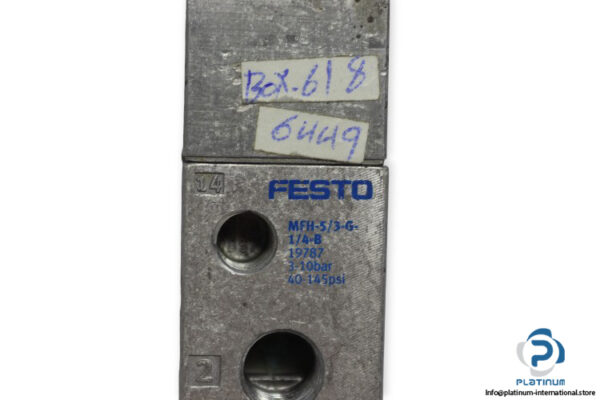 Box.618
6449
14
FESTO
MFH-5/3-G-
1/4-B
19787
3-10bar
40-145psi
2
PLATINUM
Info@platinum-international.store